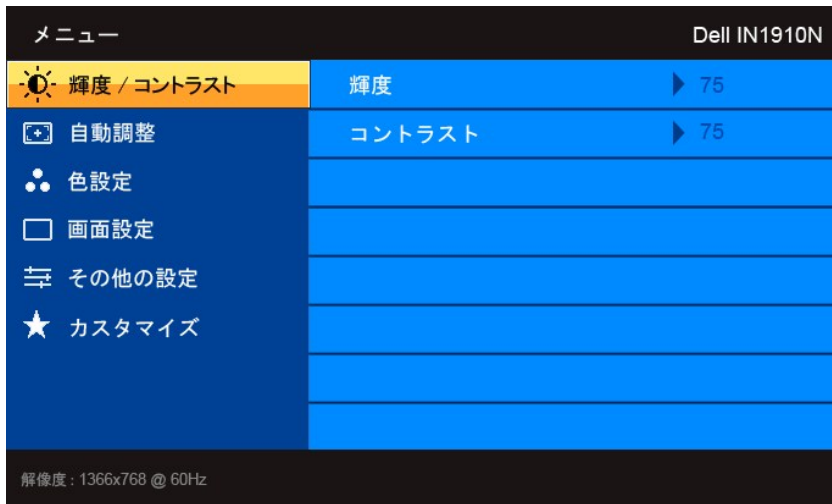 メニュー Dell IN1910N
輝度 / コントラスト 輝度 75
自動調整 コントラスト 75
色設定
画面設定
その他の設定
カスタマイズ
解像度 : 1366x768 @ 60Hz